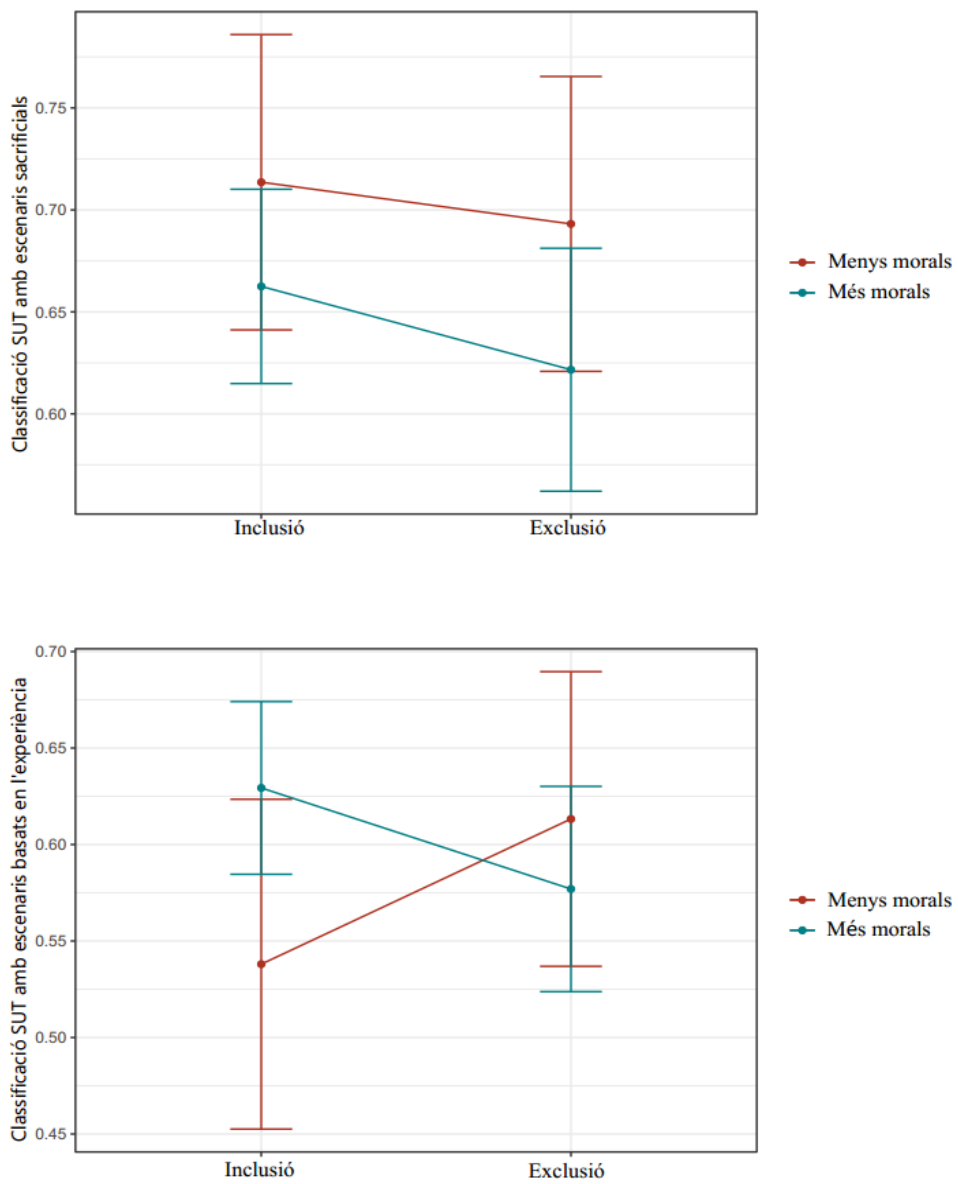 Classificació SUT amb escenaris sacrificials
0.75
0.70
0.65
0.60
Inclusió
Exclusió
Menys morals
Més morals
Classificació SUT amb escenaris basats en l'experiència
0.70
0.65
0.60
0.55
0.50
0.45
Inclusió
Exclusió
Menys morals
Més morals